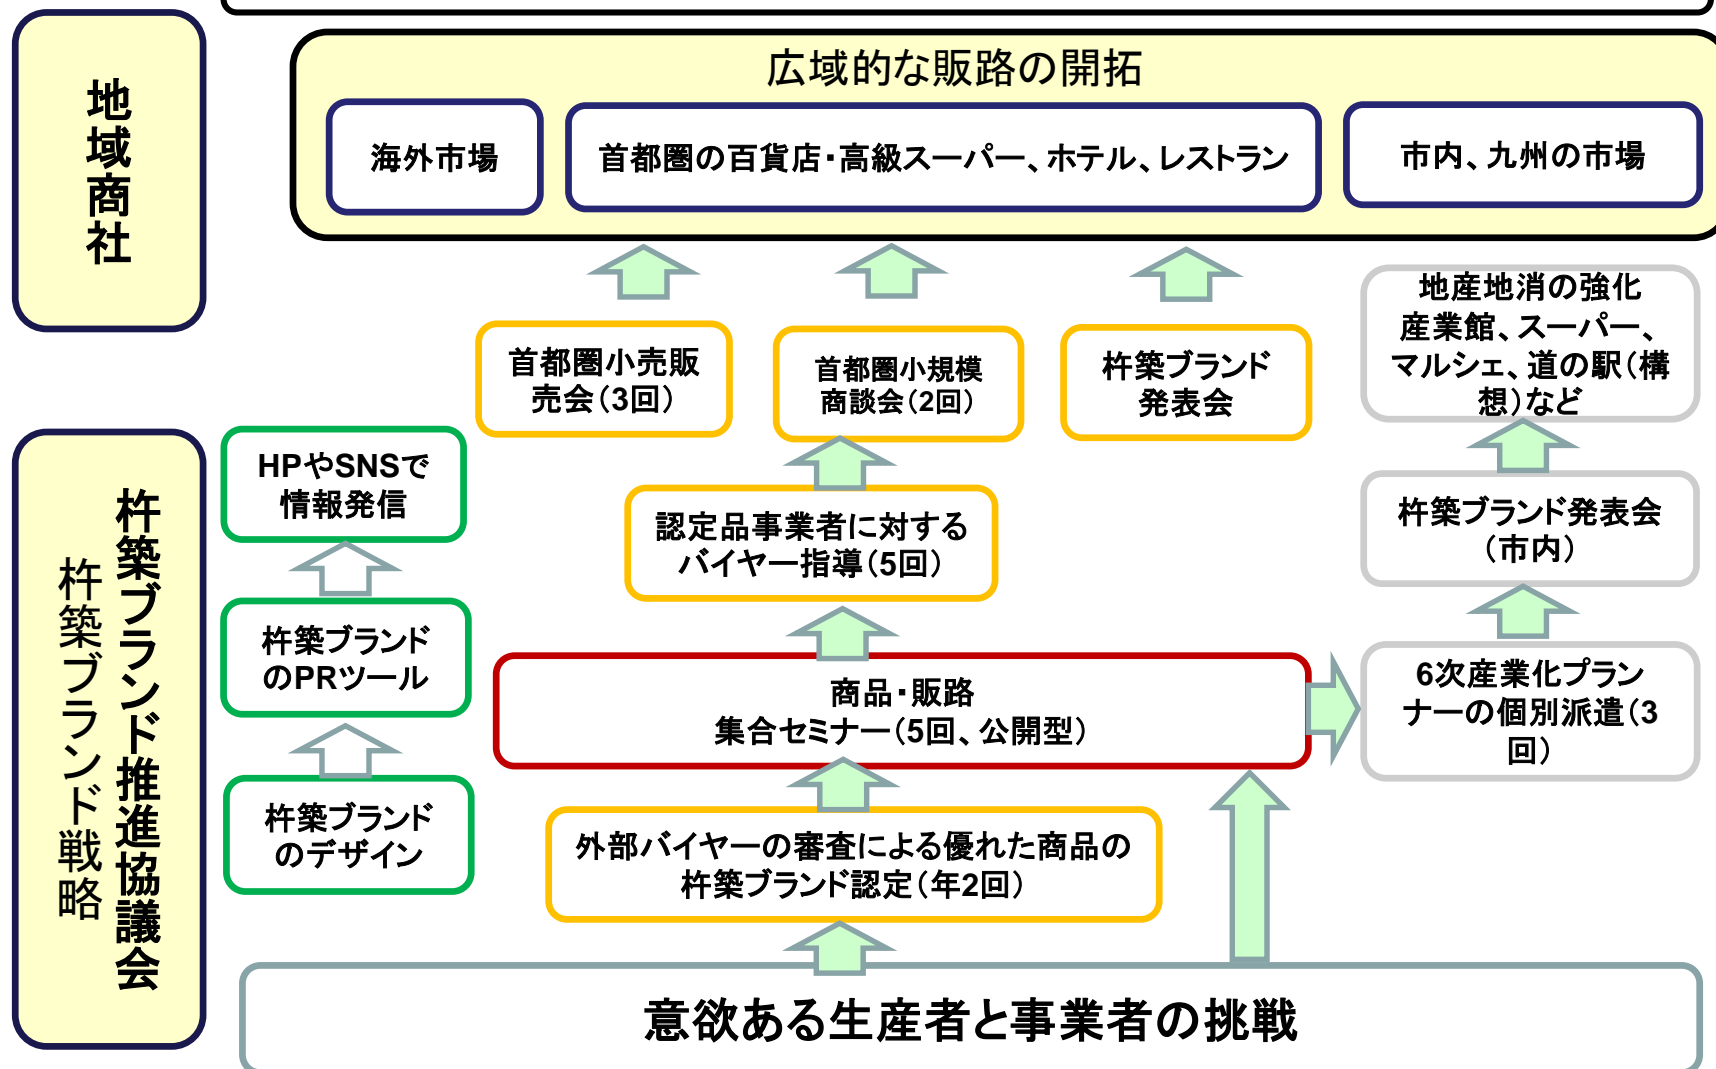 地域商社
広域的な販路の開拓
海外市場
首都圏の百貨店・高級スーパー、ホテル、レストラン
市内、九州の市場
首都圏小売販
売会（3回）
首都圏小規模
商談会（2回）
杵築ブランド
発表会
地産地消の強化
産業館、スーパー、
マルシェ、道の駅（構
想）など
杵築ブランド推進協議会
杵築ブランド戦略
HPやSNSで
情報発信
認定品事業者に対する
バイヤー指導（5回）
杵築ブランド発表会
（市内）
杵築ブランド
のPRツール
商品・販路
集合セミナー（5回、公開型）
6次産業化プラン
ナーの個別派遣（3
回）
杵築ブランド
のデザイン
外部バイヤーの審査による優れた商品の
杵築ブランド認定（年2回）
意欲ある生産者と事業者の挑戦